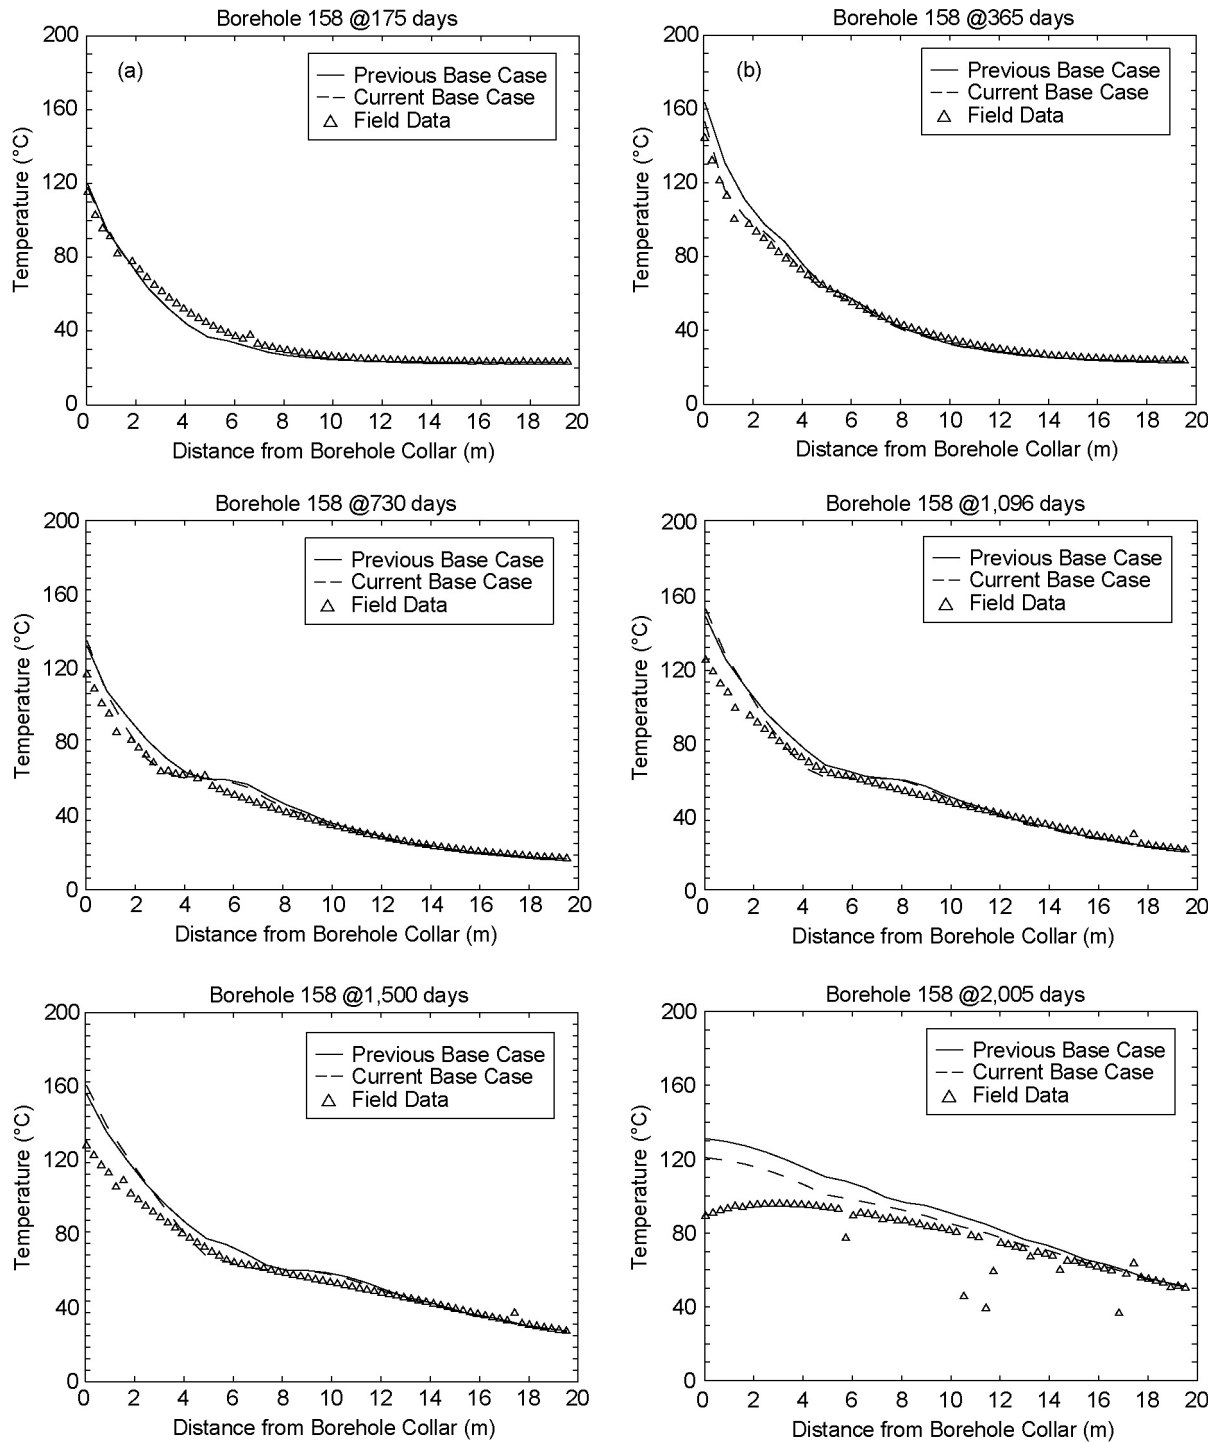 Borehole 158 @175 days
(a)
Previous Base Case
Current Base Case
Field Data
Temperature (°C)
200
160
120
80
40
0
0 2 4 6 8 10 12 14 16 18 20
Distance from Borehole Collar (m)
Borehole 158 @365 days
(b)
Previous Base Case
Current Base Case
Field Data
Temperature (°C)
200
160
120
80
40
0
0 2 4 6 8 10 12 14 16 18 20
Distance from Borehole Collar (m)
Borehole 158 @730 days
Previous Base Case
Current Base Case
Field Data
Temperature (°C)
200
160
120
80
40
0
0 2 4 6 8 10 12 14 16 18 20
Distance from Borehole Collar (m)
Borehole 158 @1,096 days
Previous Base Case
Current Base Case
Field Data
Temperature (°C)
200
160
120
80
40
0
0 2 4 6 8 10 12 14 16 18 20
Distance from Borehole Collar (m)
Borehole 158 @1,500 days
Previous Base Case
Current Base Case
Field Data
Temperature (°C)
200
160
120
80
40
0
0 2 4 6 8 10 12 14 16 18 20
Distance from Borehole Collar (m)
Borehole 158 @2,005 days
Previous Base Case
Current Base Case
Field Data
Temperature (°C)
200
160
120
80
40
0
0 2 4 6 8 10 12 14 16 18 20
Distance from Borehole Collar (m)